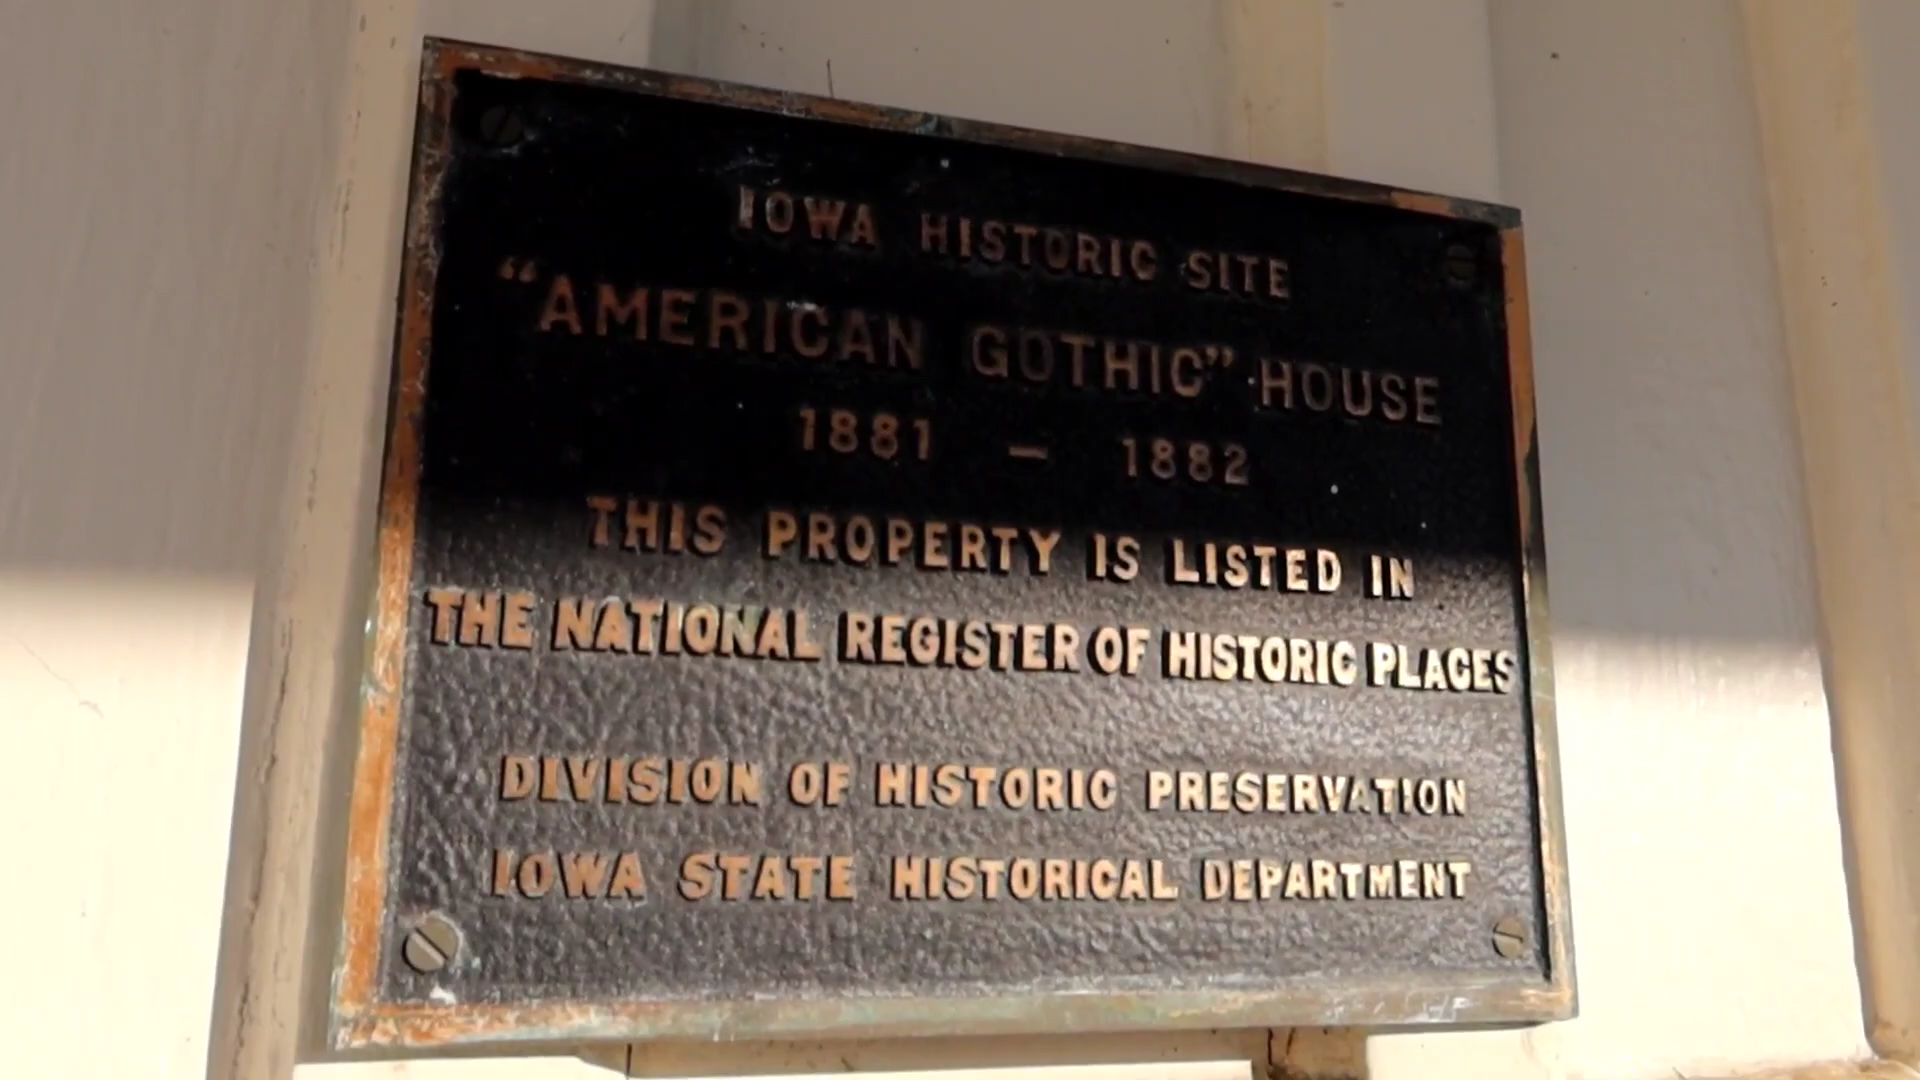 IOWA HISTORIC SITE
“AMERICAN GOTHIC” HOUSE
1881 — 1882
THIS PROPERTY IS LISTED IN
THE NATIONAL REGISTER OF HISTORIC PLACES
DIVISION OF HISTORIC PRESERVATION
IOWA STATE HISTORICAL DEPARTMENT